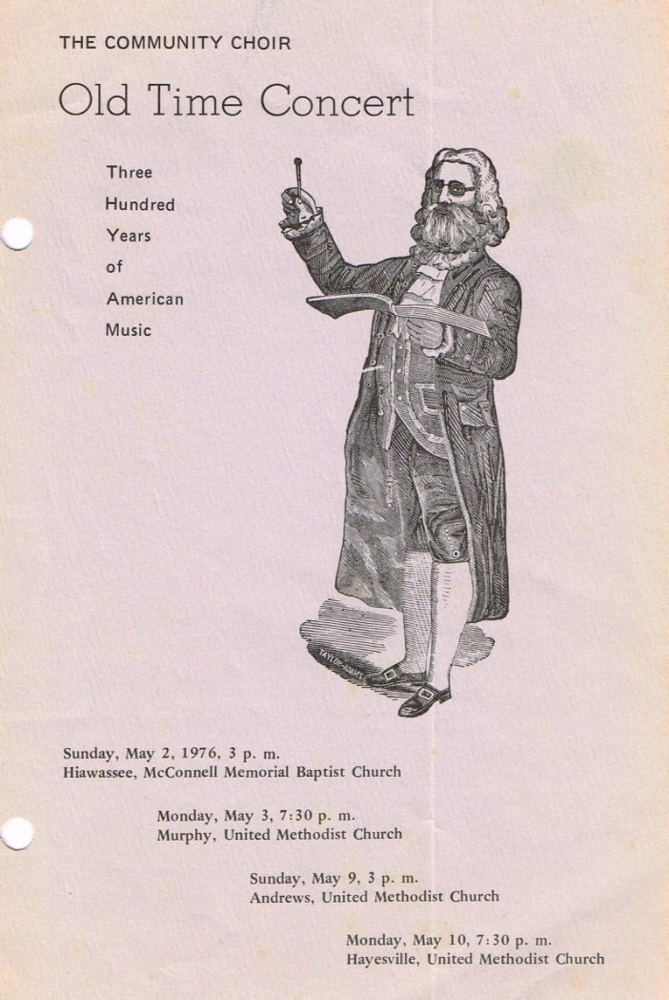 THE COMMUNITY CHOIR
Old Time Concert
Three
Hundred
Years
of
American
Music
TAYLOR-ADAMS
Sunday, May 2, 1976, 3 p. m.
Hiawassee, McConnell Memorial Baptist Church
Monday, May 3, 7:30 p. m.
Murphy, United Methodist Church
Sunday, May 9, 3 p. m.
Andrews, United Methodist Church
Monday, May 10, 7:30 p. m.
Hayesville, United Methodist Church